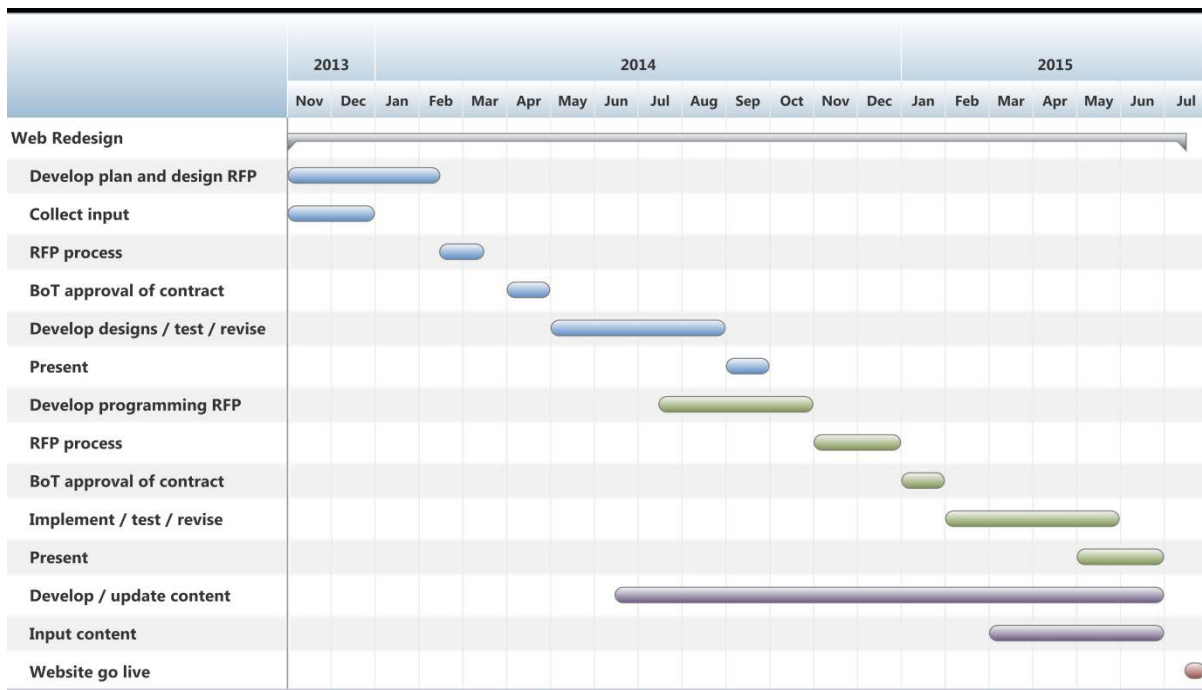 2013 2014 2015
Nov Dec Jan Feb Mar Apr May Jun Jul Aug Sep Oct Nov Dec Jan Feb Mar Apr May Jun Jul
Web Redesign
Develop plan and design RFP
Collect input
RFP process
BoT approval of contract
Develop designs / test / revise
Present
Develop programming RFP
RFP process
BoT approval of contract
Implement / test / revise
Present
Develop / update content
Input content
Website go live